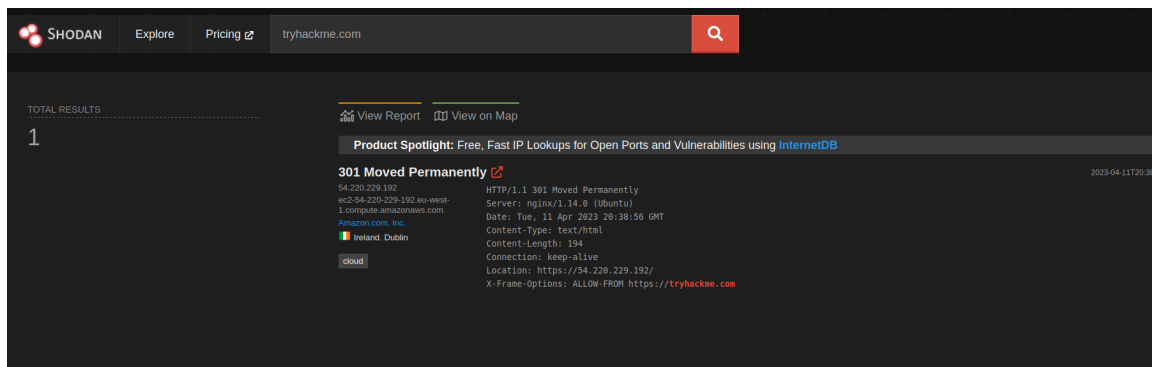 SHODAN Explore Pricing tryhackme.com
TOTAL RESULTS
1
View Report View on Map
Product Spotlight: Free, Fast IP Lookups for Open Ports and Vulnerabilities using InternetDB
301 Moved Permanently
54.220.229.192
ec2-54-220-229-192.eu-west-
1.compute.amazonaws.com
Amazon.com, Inc.
Ireland, Dublin
cloud
HTTP/1.1 301 Moved Permanently
Server: nginx/1.14.0 (Ubuntu)
Date: Tue, 11 Apr 2023 20:38:56 GMT
Content-Type: text/html
Content-Length: 194
Connection: keep-alive
Location: https://54.220.229.192/
X-Frame-Options: ALLOW-FROM https://tryhackme.com
2023-04-11T20:38